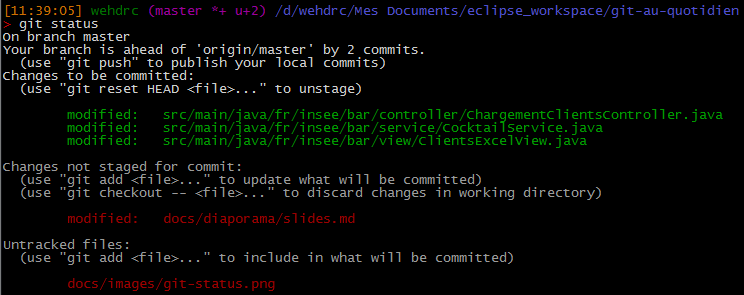 [11:39:05] wehdrc (master *+ u+2) /d/wehdrc/Mes Documents/eclipse_workspace/git-au-quotidien
> git status
On branch master
Your branch is ahead of 'origin/master' by 2 commits.
(use "git push" to publish your local commits)
Changes to be committed:
(use "git reset HEAD <file>..." to unstage)
modified: src/main/java/fr/insee/bar/controller/ChargementClientsController.java
modified: src/main/java/fr/insee/bar/service/CocktailService.java
modified: src/main/java/fr/insee/bar/view/ClientsExcelView.java
Changes not staged for commit:
(use "git add <file>..." to update what will be committed)
(use "git checkout -- <file>..." to discard changes in working directory)
modified: docs/diaporama/slides.md
Untracked files:
(use "git add <file>..." to include in what will be committed)
docs/images/git-status.png